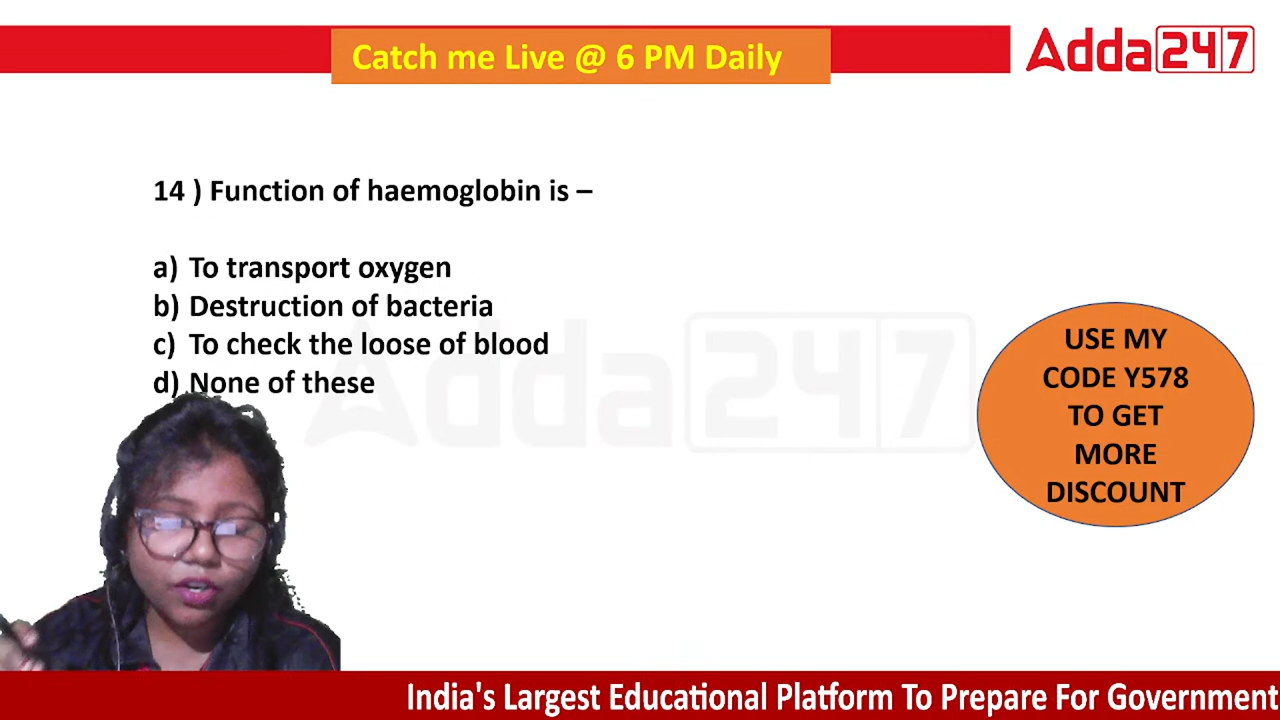 Catch me Live @ 6 PM Daily
Adda247
14 ) Function of haemoglobin is –
a) To transport oxygen
b) Destruction of bacteria
c) To check the loose of blood
d) None of these
Adda247
USE MY
CODE Y578
TO GET
MORE
DISCOUNT
India's Largest Educational Platform To Prepare For Government